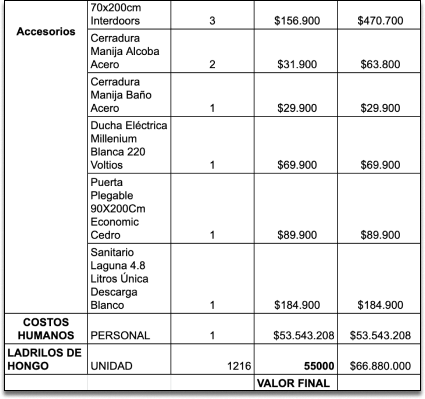 70x200cm
Interdoors 3 $156.900 $470.700
Accesorios
Cerradura
Manija Alcoba
Acero 2 $31.900 $63.800
Cerradura
Manija Baño
Acero 1 $29.900 $29.900
Ducha Eléctrica
Millenium
Blanca 220
Voltios 1 $69.900 $69.900
Puerta
Plegable
90X200Cm
Economic
Cedro 1 $89.900 $89.900
Sanitario
Laguna 4.8
Litros Única
Descarga
Blanco 1 $184.900 $184.900
COSTOS
HUMANOS PERSONAL 1 $53.543.208 $53.543.208
LADRILOS DE
HONGO UNIDAD 1216 55000 $66.880.000
VALOR FINAL